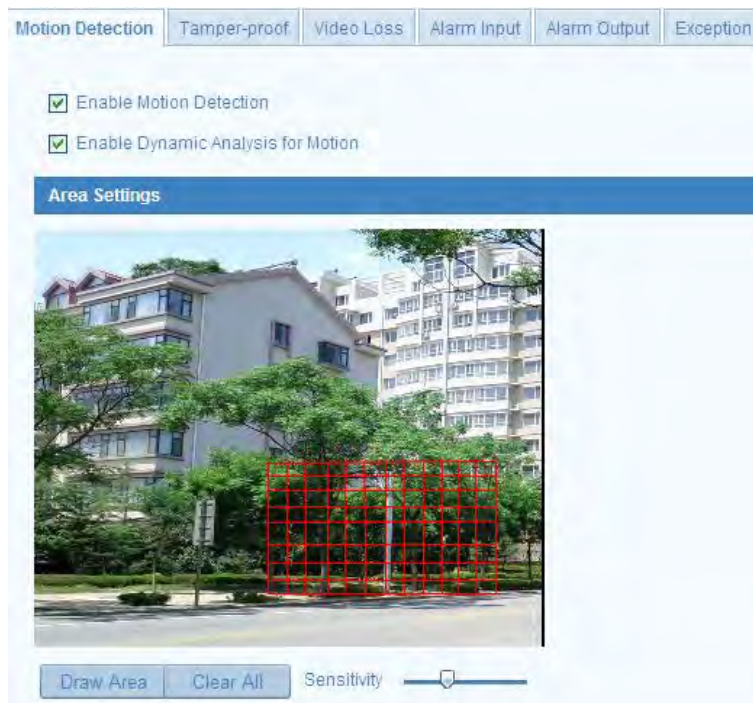 Motion Detection Tamper-proof Video Loss Alarm Input Alarm Output Exception
Enable Motion Detection
Enable Dynamic Analysis for Motion
Area Settings
Draw Area Clear All Sensitivity